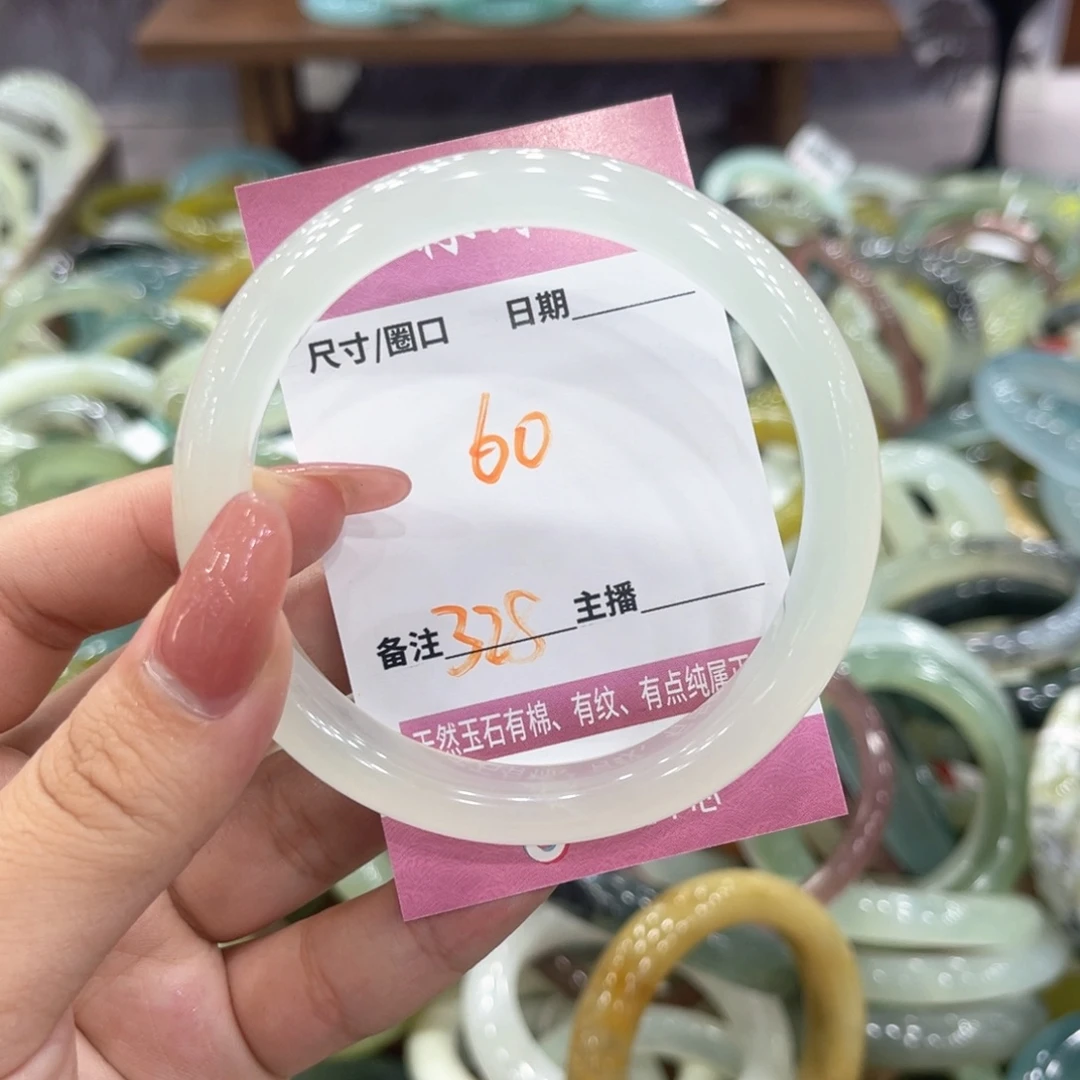 尺寸/圈口 日期
60
备注 328 主播
天然玉石有棉、有纹、有点纯属正